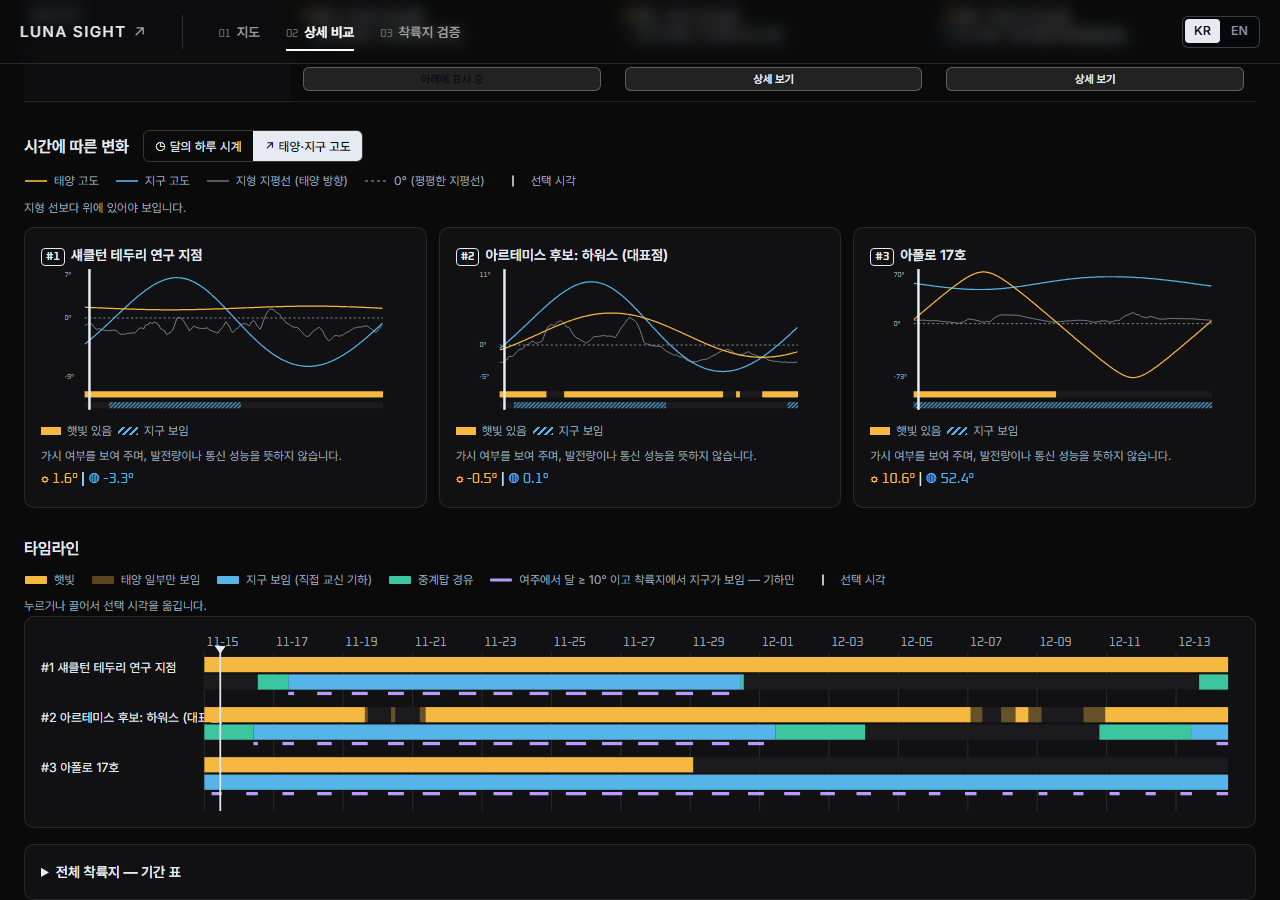 LUNA SIGHT ↗ 01 지도 02 상세 비교 03 착륙지 검증 KR EN
아래에 표시 중 상세 보기 상세 보기
시간에 따른 변화 달의 하루 시계 ↗ 태양·지구 고도
태양 고도 지구 고도 지형 지평선 (태양 방향) 0° (평평한 지평선) 선택 시각
지형 선보다 위에 있어야 보입니다.
#1 섀클턴 테두리 연구 지점
7°
0°
-9°
햇빛 있음 지구 보임
가시 여부를 보여 주며, 발전량이나 통신 성능을 뜻하지 않습니다.
1.6° | -3.3°
#2 아르테미스 후보: 하워스 (대표점)
11°
0°
-5°
햇빛 있음 지구 보임
가시 여부를 보여 주며, 발전량이나 통신 성능을 뜻하지 않습니다.
-0.5° | 0.1°
#3 아폴로 17호
70°
0°
-73°
햇빛 있음 지구 보임
가시 여부를 보여 주며, 발전량이나 통신 성능을 뜻하지 않습니다.
10.6° | 52.4°
타임라인
햇빛 태양 일부만 보임 지구 보임 (직접 교신 기하) 중계탑 경유 여주에서 달 ≥ 10° 이고 착륙지에서 지구가 보임 — 기하만 선택 시각
누르거나 끌어서 선택 시각을 옮깁니다.
11-15 11-17 11-19 11-21 11-23 11-25 11-27 11-29 12-01 12-03 12-05 12-07 12-09 12-11 12-13
#1 섀클턴 테두리 연구 지점
#2 아르테미스 후보: 하워스 (대표
#3 아폴로 17호
▶ 전체 착륙지 — 기간 표